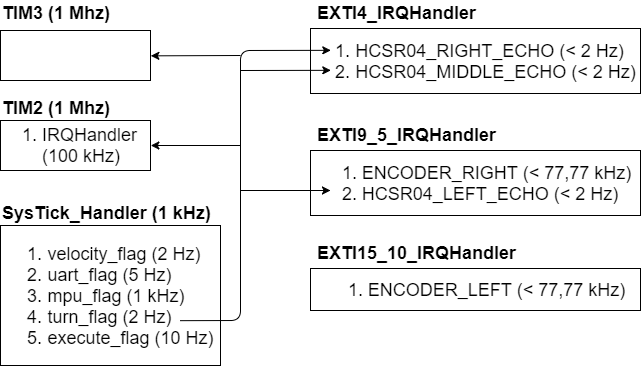 TIM3 (1 Mhz)
TIM2 (1 Mhz)
1. IRQHandler
(100 kHz)
SysTick_Handler (1 kHz)
1. velocity_flag (2 Hz)
2. uart_flag (5 Hz)
3. mpu_flag (1 kHz)
4. turn_flag (2 Hz)
5. execute_flag (10 Hz)
EXTI4_IRQHandler
1. HCSR04_RIGHT_ECHO (< 2 Hz)
2. HCSR04_MIDDLE_ECHO (< 2 Hz)
EXTI9_5_IRQHandler
1. ENCODER_RIGHT (< 77,77 kHz)
2. HCSR04_LEFT_ECHO (< 2 Hz)
EXTI15_10_IRQHandler
1. ENCODER_LEFT (< 77,77 kHz)